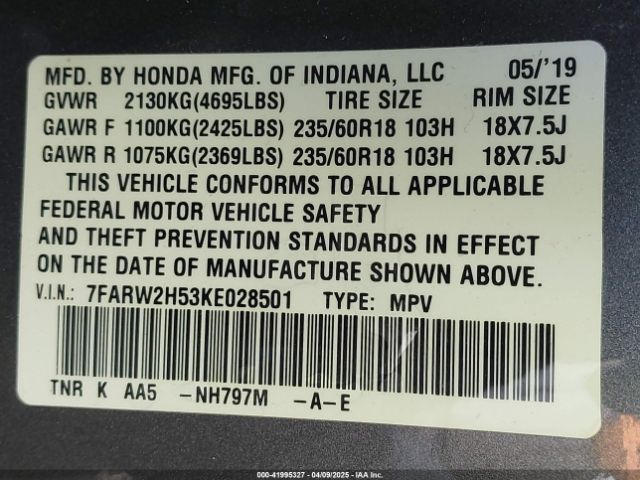 MFD. BY HONDA MFG. OF INDIANA, LLC 05/'19
GVWR 2130KG(4695LBS) TIRE SIZE RIM SIZE
GAWR F 1100KG(2425LBS) 235/60R18 103H 18X7.5J
GAWR R 1075KG(2369LBS) 235/60R18 103H 18X7.5J
THIS VEHICLE CONFORMS TO ALL APPLICABLE
FEDERAL MOTOR VEHICLE SAFETY
AND THEFT PREVENTION STANDARDS IN EFFECT
ON THE DATE OF MANUFACTURE SHOWN ABOVE.
V.I.N.: 7FARW2H53KE028501 TYPE: MPV
TNR K AA5 -NH797M -A-E
000-41995327 - 04/09/2025 - IAAI.COM